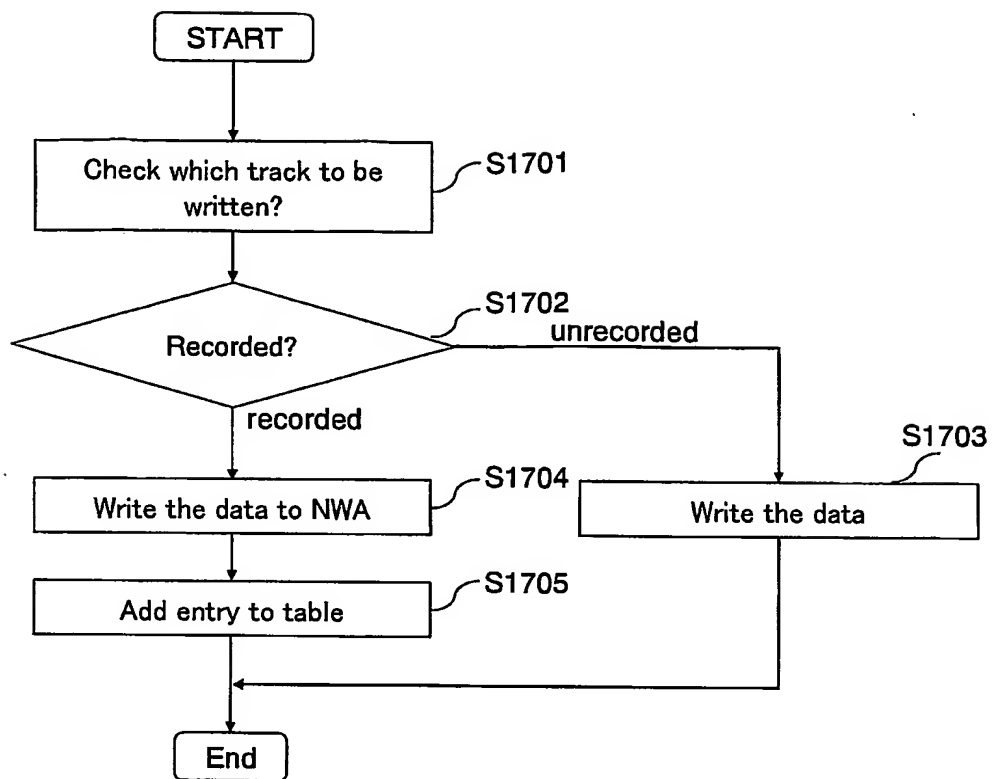 START
Check which track to be
written?
S1701
Recorded?
S1702
unrecorded
recorded
S1703
Write the data to NWA
S1704
Write the data
Add entry to table
S1705
End